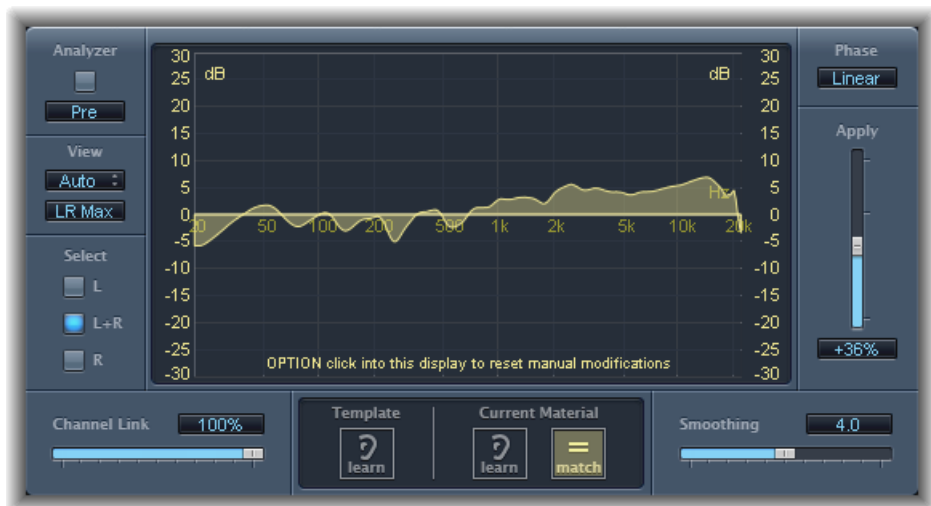 Analyzer
Pre
View
Auto
LR Max
Select
L
L+R
R
30
25
20
15
10
5
0
-5
-10
-15
-20
-25
-30
dB
dB
Hz
20 50 100 200 500 1k 2k 5k 10k 20k
OPTION click into this display to reset manual modifications
30
25
20
15
10
5
0
-5
-10
-15
-20
-25
-30
Phase
Linear
Apply
+36%
Channel Link 100%
Template
learn
Current Material
learn
match
Smoothing 4.0